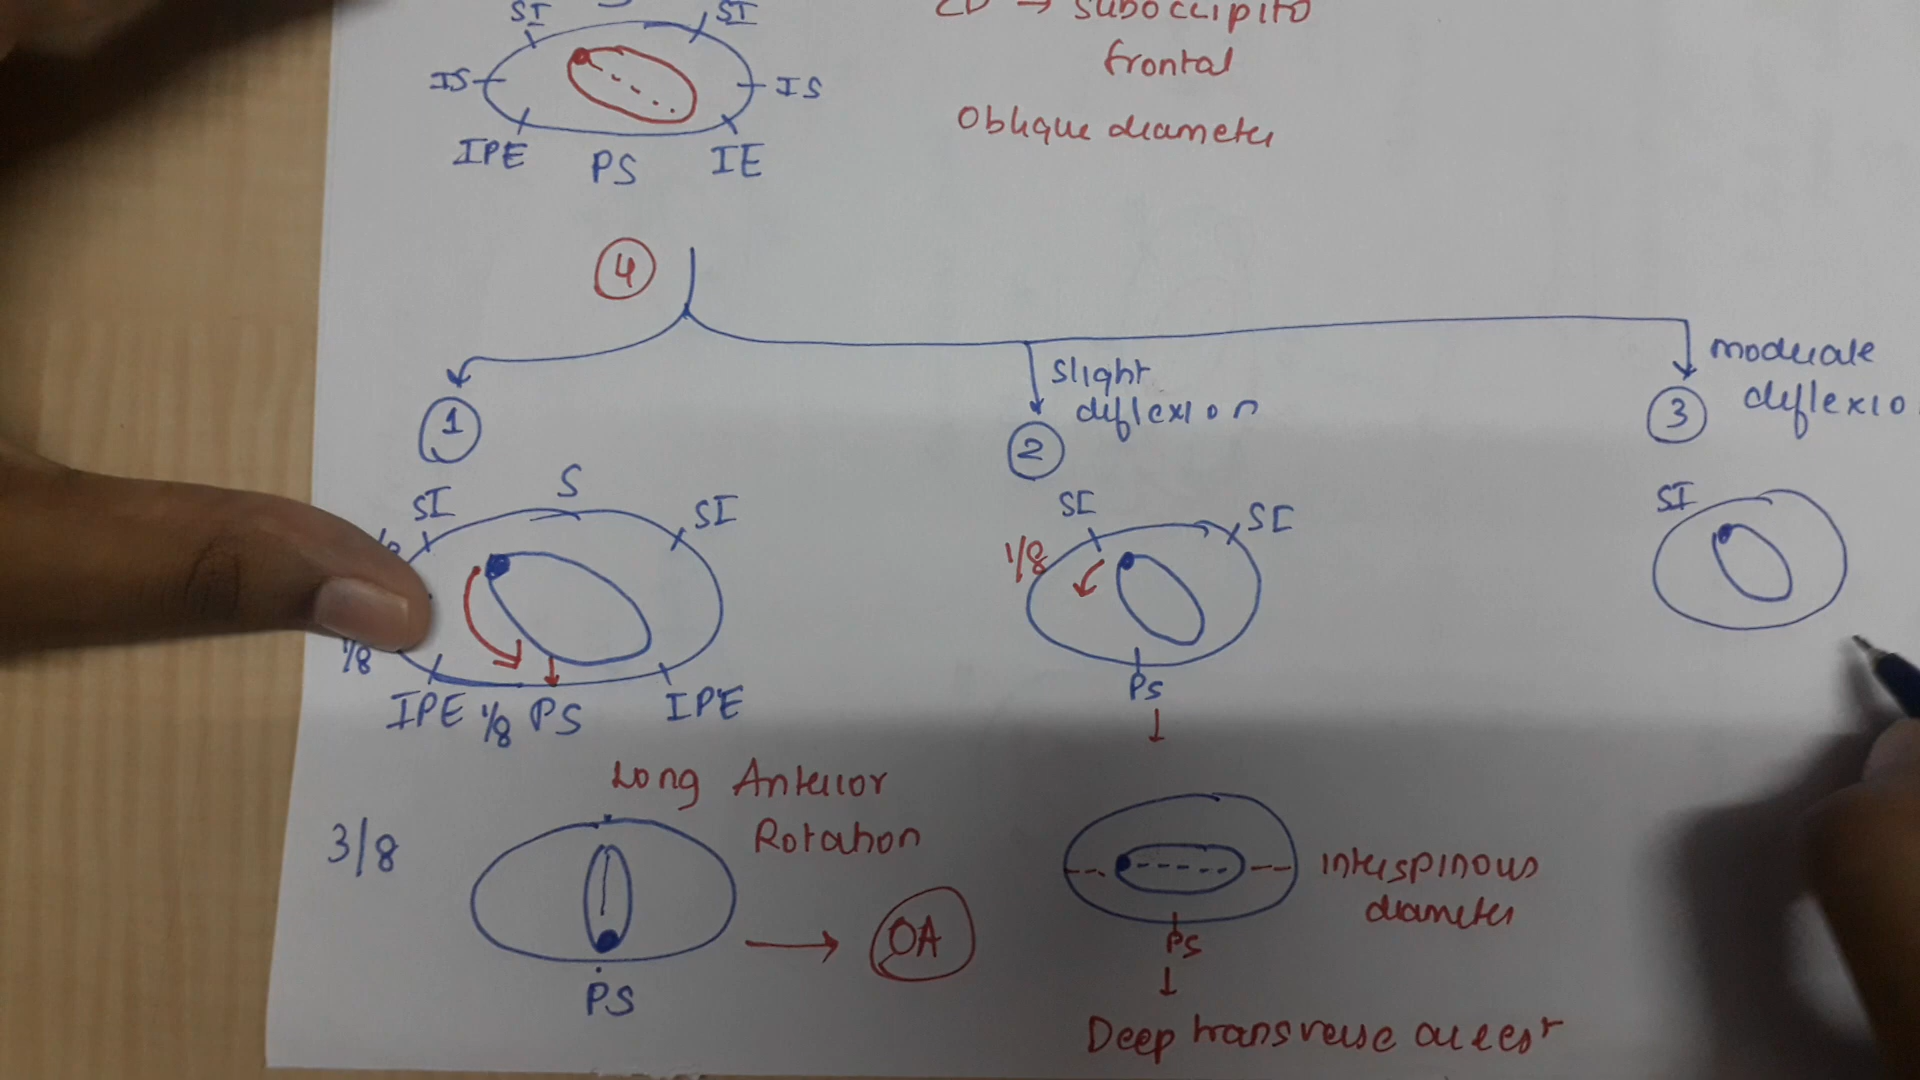 SI
SI
ED → suboccipito
frontal
IS
IS
Oblique diameter
IPE
PS
IE
4
slight
deflexion
moderate
deflexio
1
2
3
S
SI
SI
SI
SI
SI
1/8
1/8
IPE
1/8
PS
IPE
PS
Long Anterior
Rotation
3/8
OA
interspinous
diameter
PS
PS
Deep transverse arrest